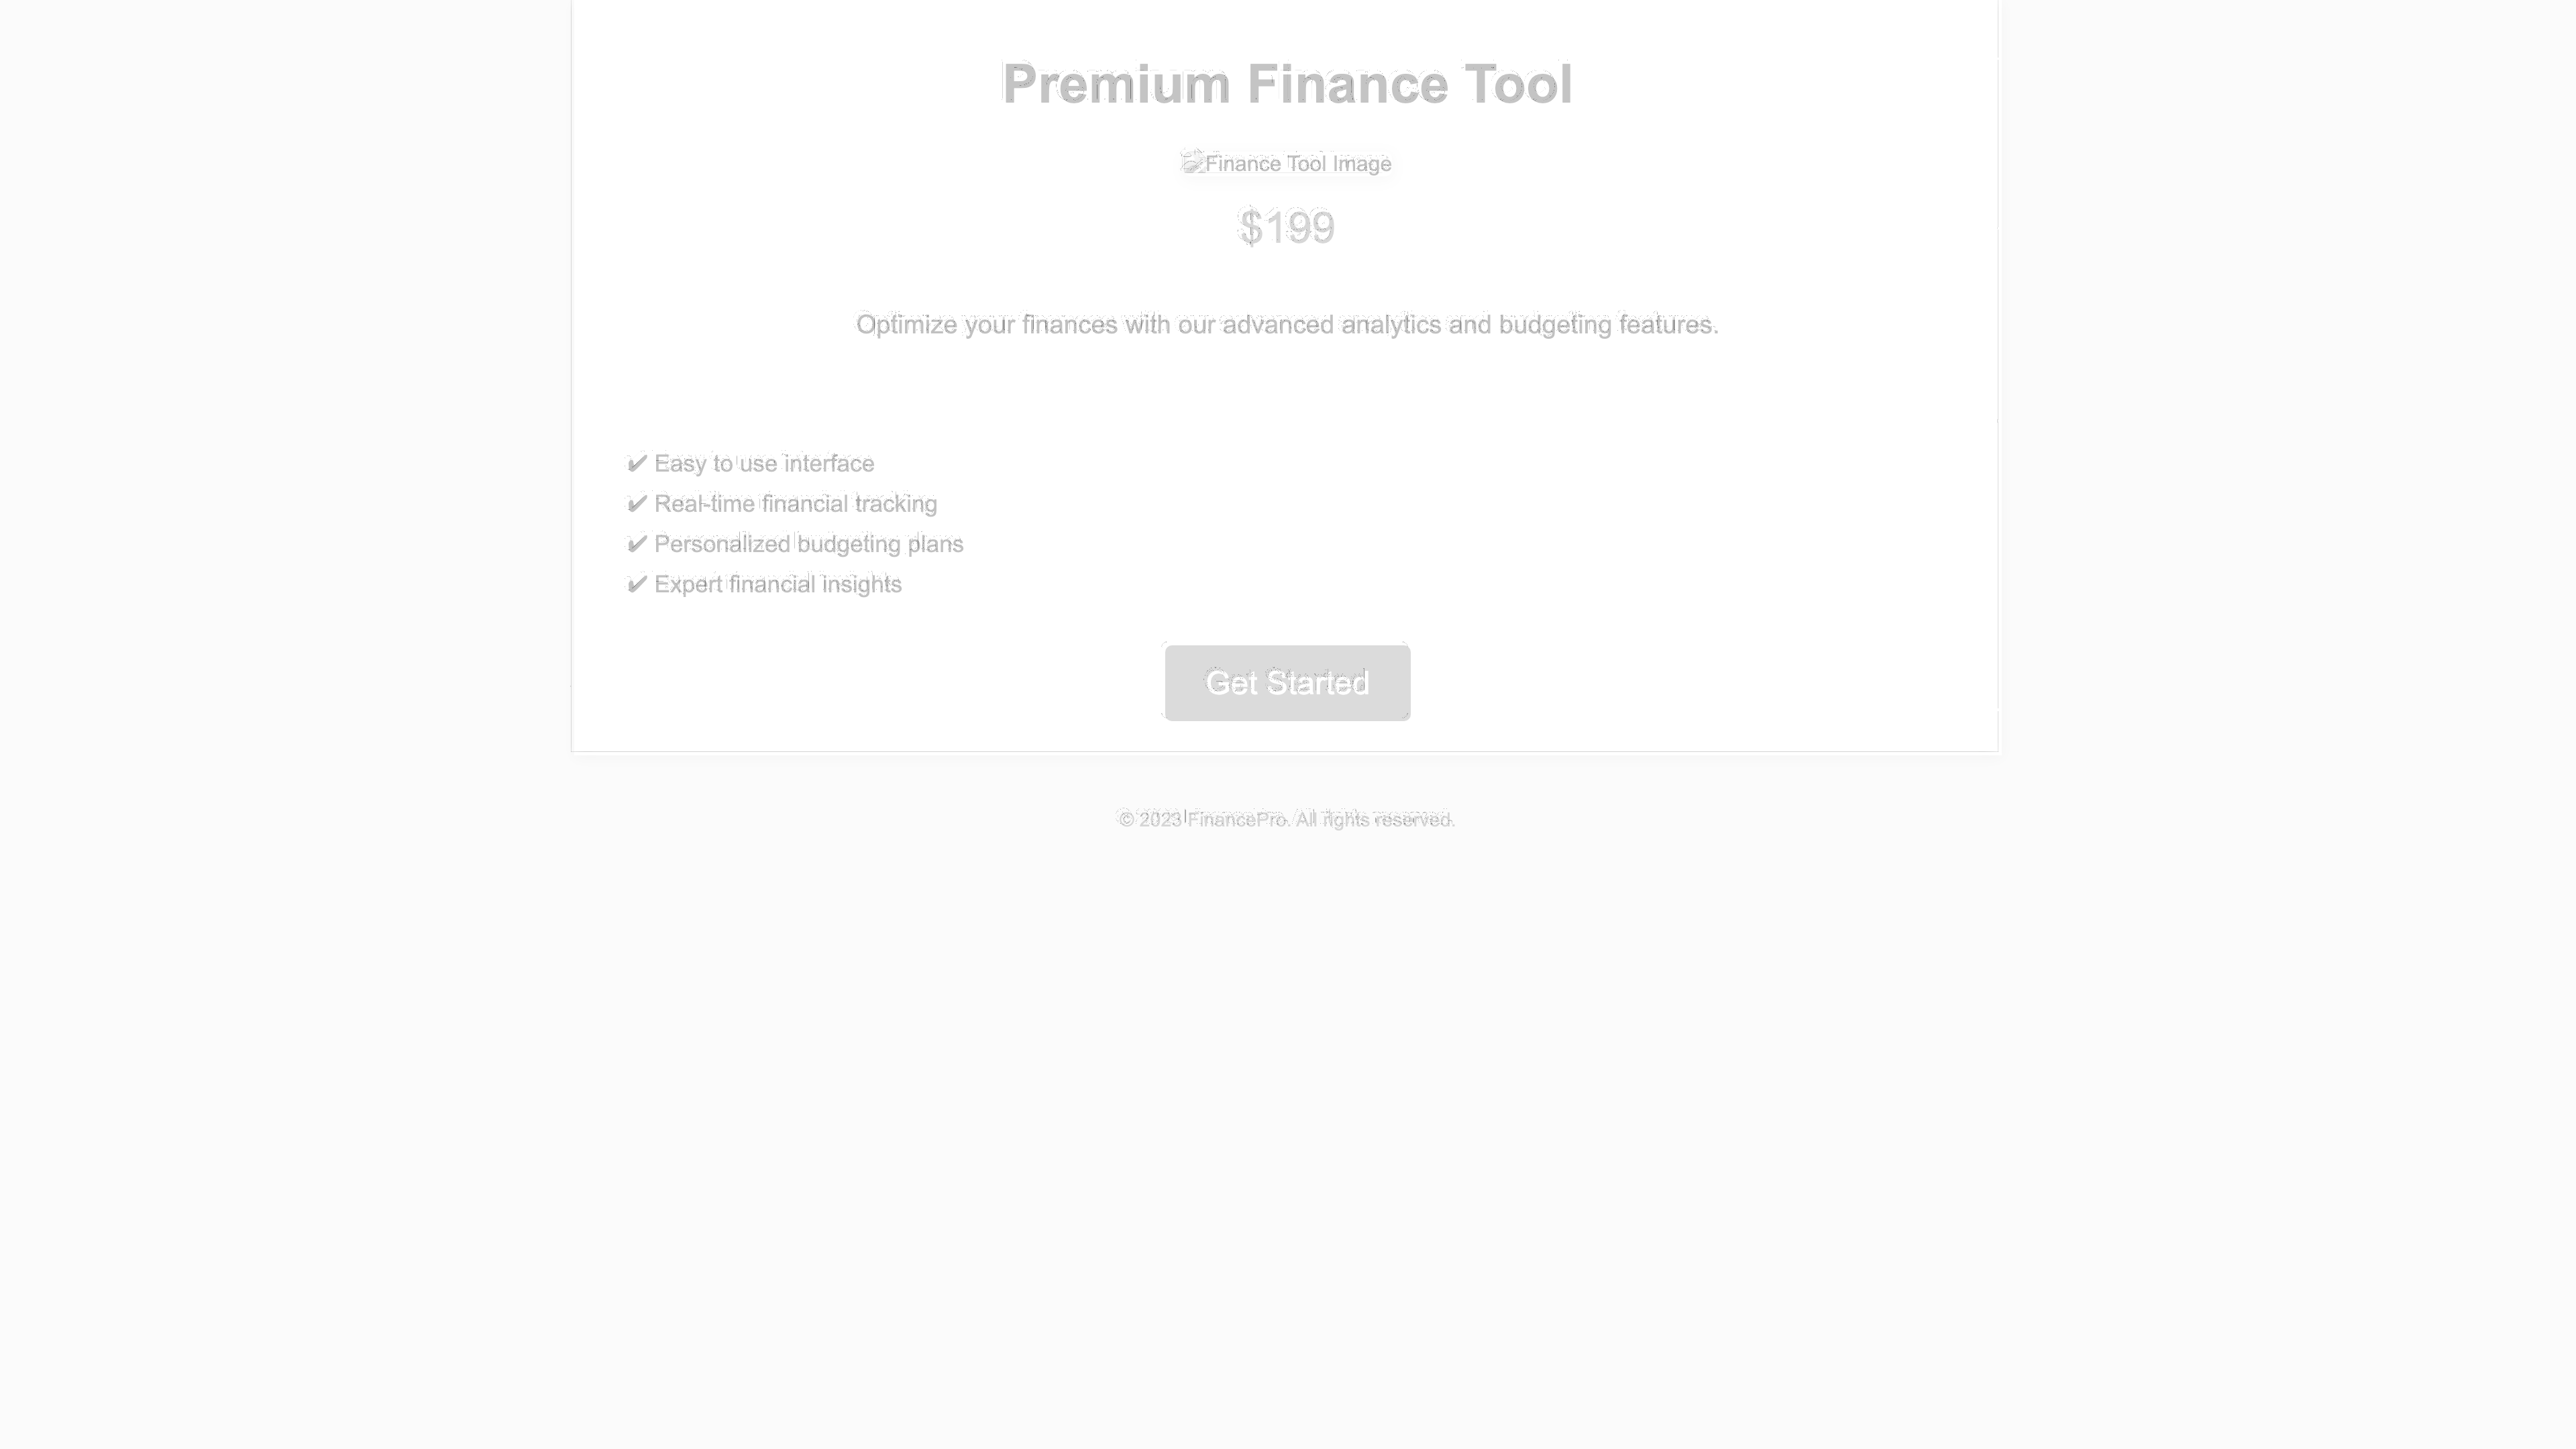 Premium Finance Tool
Finance Tool Image
$199
Optimize your finances with our advanced analytics and budgeting features.
✔ Easy to use interface
✔ Real-time financial tracking
✔ Personalized budgeting plans
✔ Expert financial insights
Get Started
© 2023 FinancePro. All rights reserved.